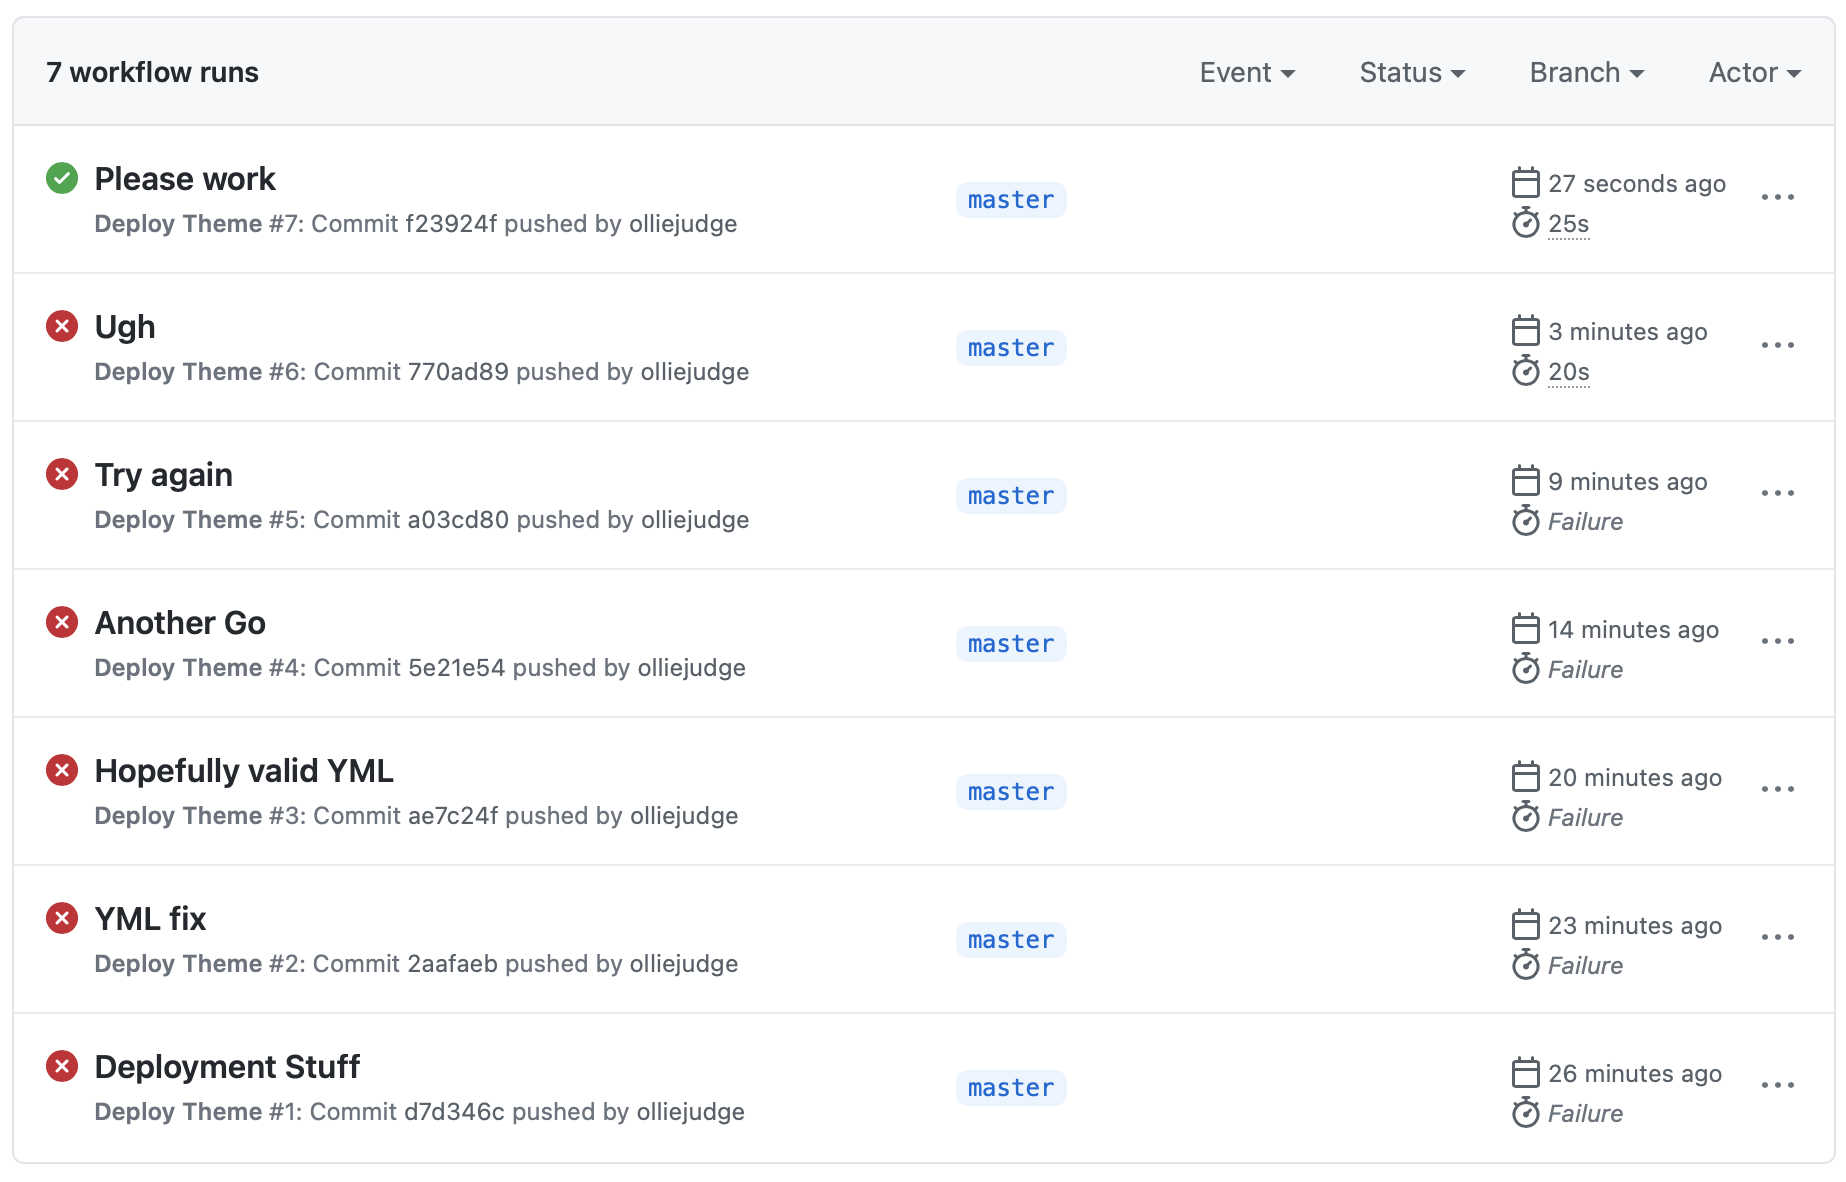 7 workflow runs
Event Status Branch Actor
Please work
Deploy Theme #7: Commit f23924f pushed by olliejudge
master
27 seconds ago
25s
Ugh
Deploy Theme #6: Commit 770ad89 pushed by olliejudge
master
3 minutes ago
20s
Try again
Deploy Theme #5: Commit a03cd80 pushed by olliejudge
master
9 minutes ago
Failure
Another Go
Deploy Theme #4: Commit 5e21e54 pushed by olliejudge
master
14 minutes ago
Failure
Hopefully valid YML
Deploy Theme #3: Commit ae7c24f pushed by olliejudge
master
20 minutes ago
Failure
YML fix
Deploy Theme #2: Commit 2aafaeb pushed by olliejudge
master
23 minutes ago
Failure
Deployment Stuff
Deploy Theme #1: Commit d7d346c pushed by olliejudge
master
26 minutes ago
Failure